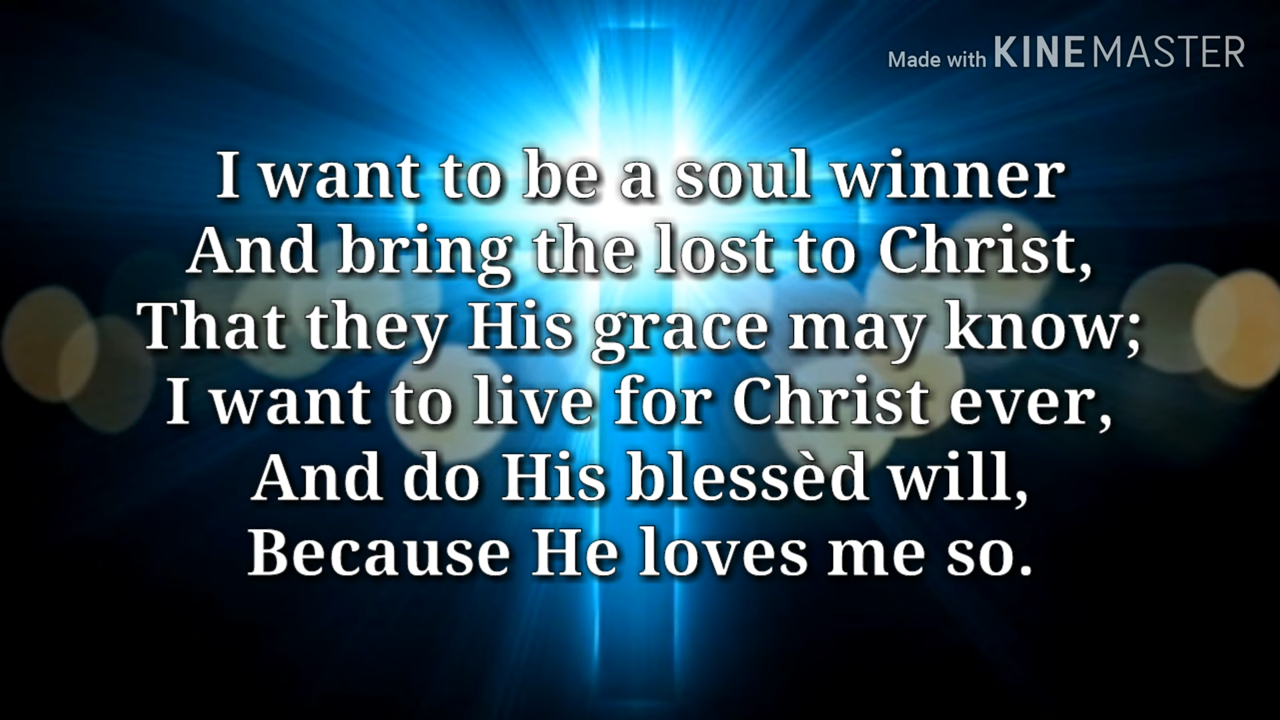 Made with KINEMASTER
I want to be a soul winner
And bring the lost to Christ,
That they His grace may know;
I want to live for Christ ever,
And do His blessèd will,
Because He loves me so.